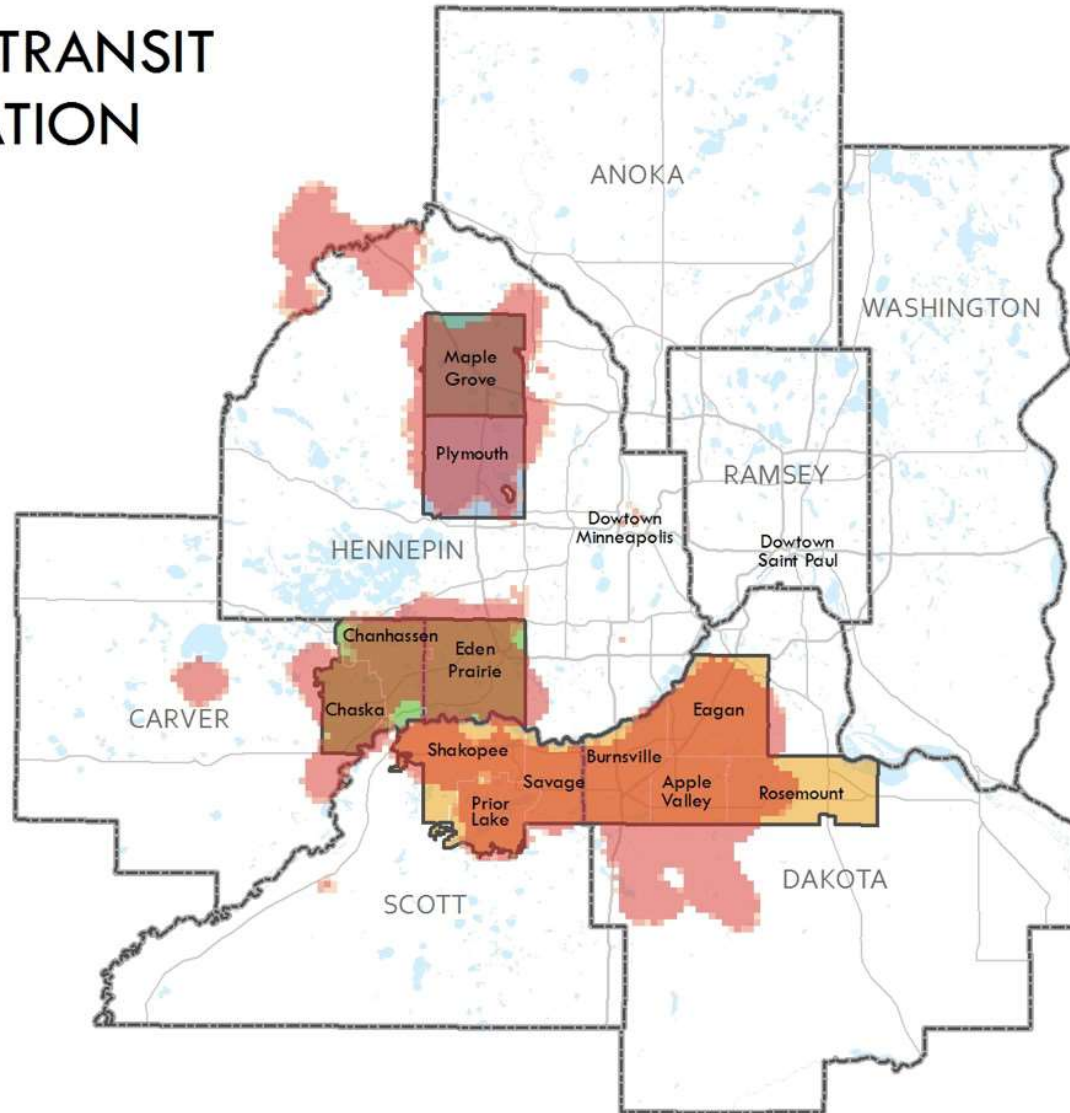 TRANSIT
ATION
ANOKA
WASHINGTON
Maple
Grove
Plymouth
RAMSEY
Dowtown
Minneapolis
Dowtown
Saint Paul
HENNEPIN
Chanhassen
Eden
Prairie
Chaska
CARVER
Eagan
Shakopee
Burnsville
Savage
Apple
Valley
Rosemount
Prior
Lake
DAKOTA
SCOTT